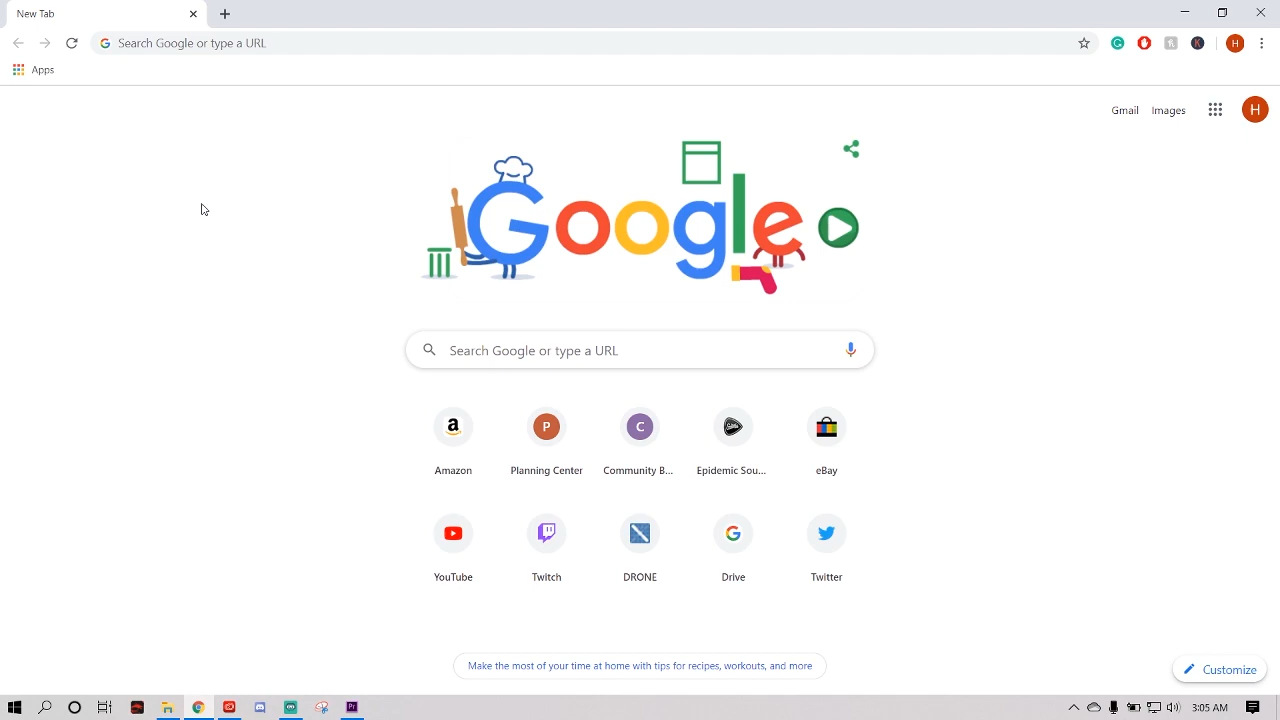 New Tab
Search Google or type a URL
H
Apps
Gmail Images H
Google
Search Google or type a URL
a P C
Amazon Planning Center Community B... Epidemic Sou... eBay
G
YouTube Twitch DRONE Drive Twitter
Make the most of your time at home with tips for recipes, workouts, and more
Customize
Pr 3:05 AM